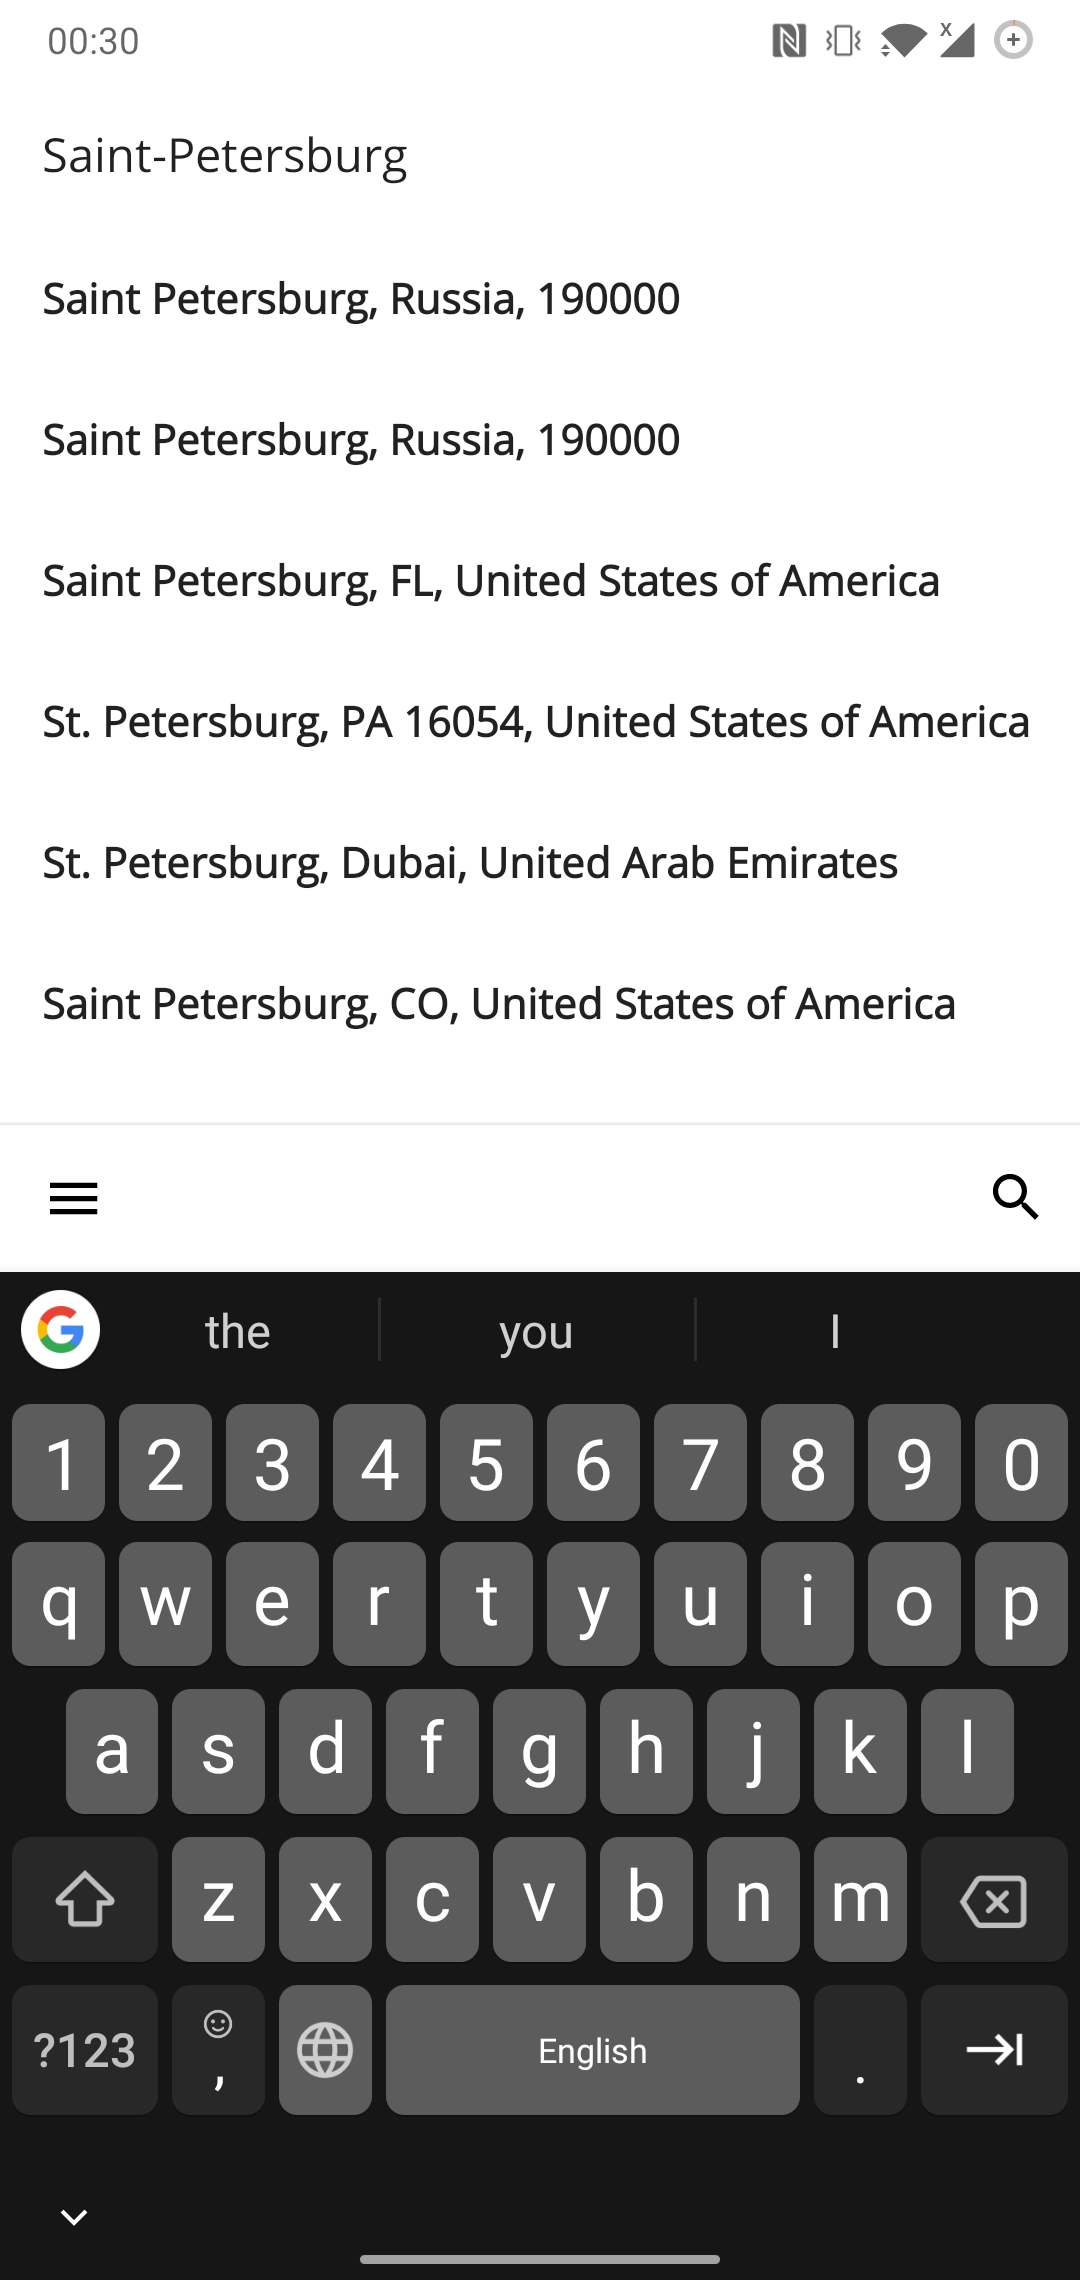 00:30
Saint-Petersburg
Saint Petersburg, Russia, 190000
Saint Petersburg, Russia, 190000
Saint Petersburg, FL, United States of America
St. Petersburg, PA 16054, United States of America
St. Petersburg, Dubai, United Arab Emirates
Saint Petersburg, CO, United States of America
the you I
1 2 3 4 5 6 7 8 9 0
q w e r t y u i o p
a s d f g h j k l
z x c v b n m
?123 , English .